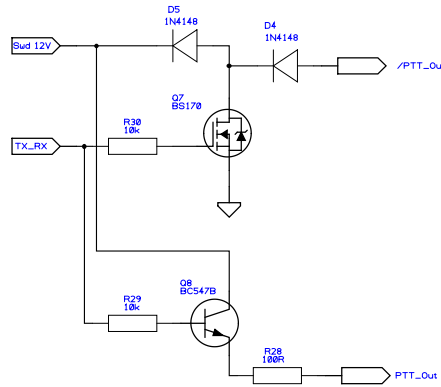 D5
1N4148
D4
1N4148
Swd 12V
/PTT_Ou
Q7
BS170
R30
10k
TX_RX
Q8
BC547B
R29
10k
R28
100R
PTT_Out